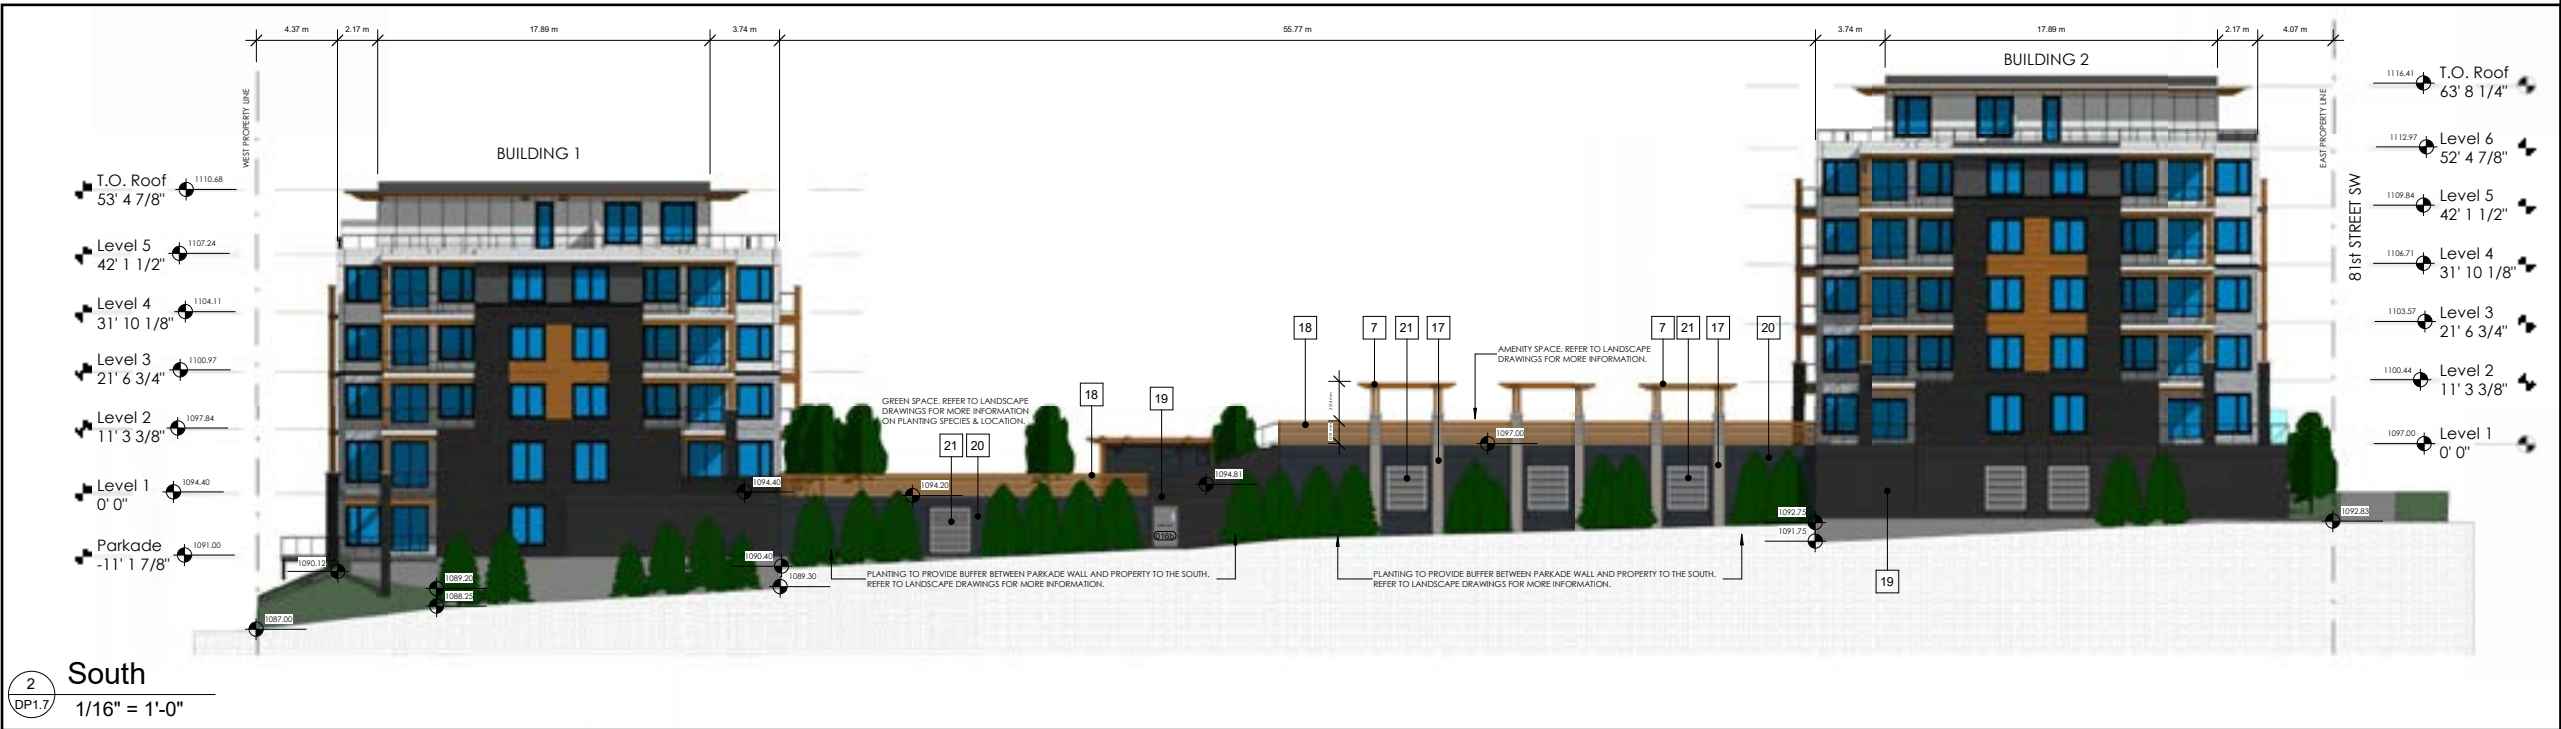 4.37 m 2.17 m 17.89 m 3.74 m 55.77 m 3.74 m 17.89 m 2.17 m 4.07 m
WEST PROPERTY LINE
BUILDING 1
BUILDING 2
EAST PROPERTY LINE
81st STREET SW
T.O. Roof 1110.68
53' 4 7/8"
Level 5 1107.24
42' 1 1/2"
Level 4 1104.11
31' 10 1/8"
Level 3 1100.97
21' 6 3/4"
Level 2 1097.84
11' 3 3/8"
Level 1 1094.40
0' 0"
Parkade 1091.00
-11' 1 7/8"
1116.41 T.O. Roof
63' 8 1/4"
1112.97 Level 6
52' 4 7/8"
1109.84 Level 5
42' 1 1/2"
1106.71 Level 4
31' 10 1/8"
1103.57 Level 3
21' 6 3/4"
1100.44 Level 2
11' 3 3/8"
1097.00 Level 1
0' 0"
18 7 21 17 7 21 17 20
AMENITY SPACE. REFER TO LANDSCAPE
DRAWINGS FOR MORE INFORMATION.
18 19
GREEN SPACE. REFER TO LANDSCAPE
DRAWINGS FOR MORE INFORMATION
ON PLANTING SPECIES & LOCATION.
21 20
1097.00
1094.81
1094.40
1094.20
1092.75
1092.83
1091.75
1090.40
1090.12
1089.30
1089.20
1088.25
1087.00
PLANTING TO PROVIDE BUFFER BETWEEN PARKADE WALL AND PROPERTY TO THE SOUTH.
REFER TO LANDSCAPE DRAWINGS FOR MORE INFORMATION.
PLANTING TO PROVIDE BUFFER BETWEEN PARKADE WALL AND PROPERTY TO THE SOUTH.
REFER TO LANDSCAPE DRAWINGS FOR MORE INFORMATION.
19
2
DP1.7
South
1/16" = 1'-0"